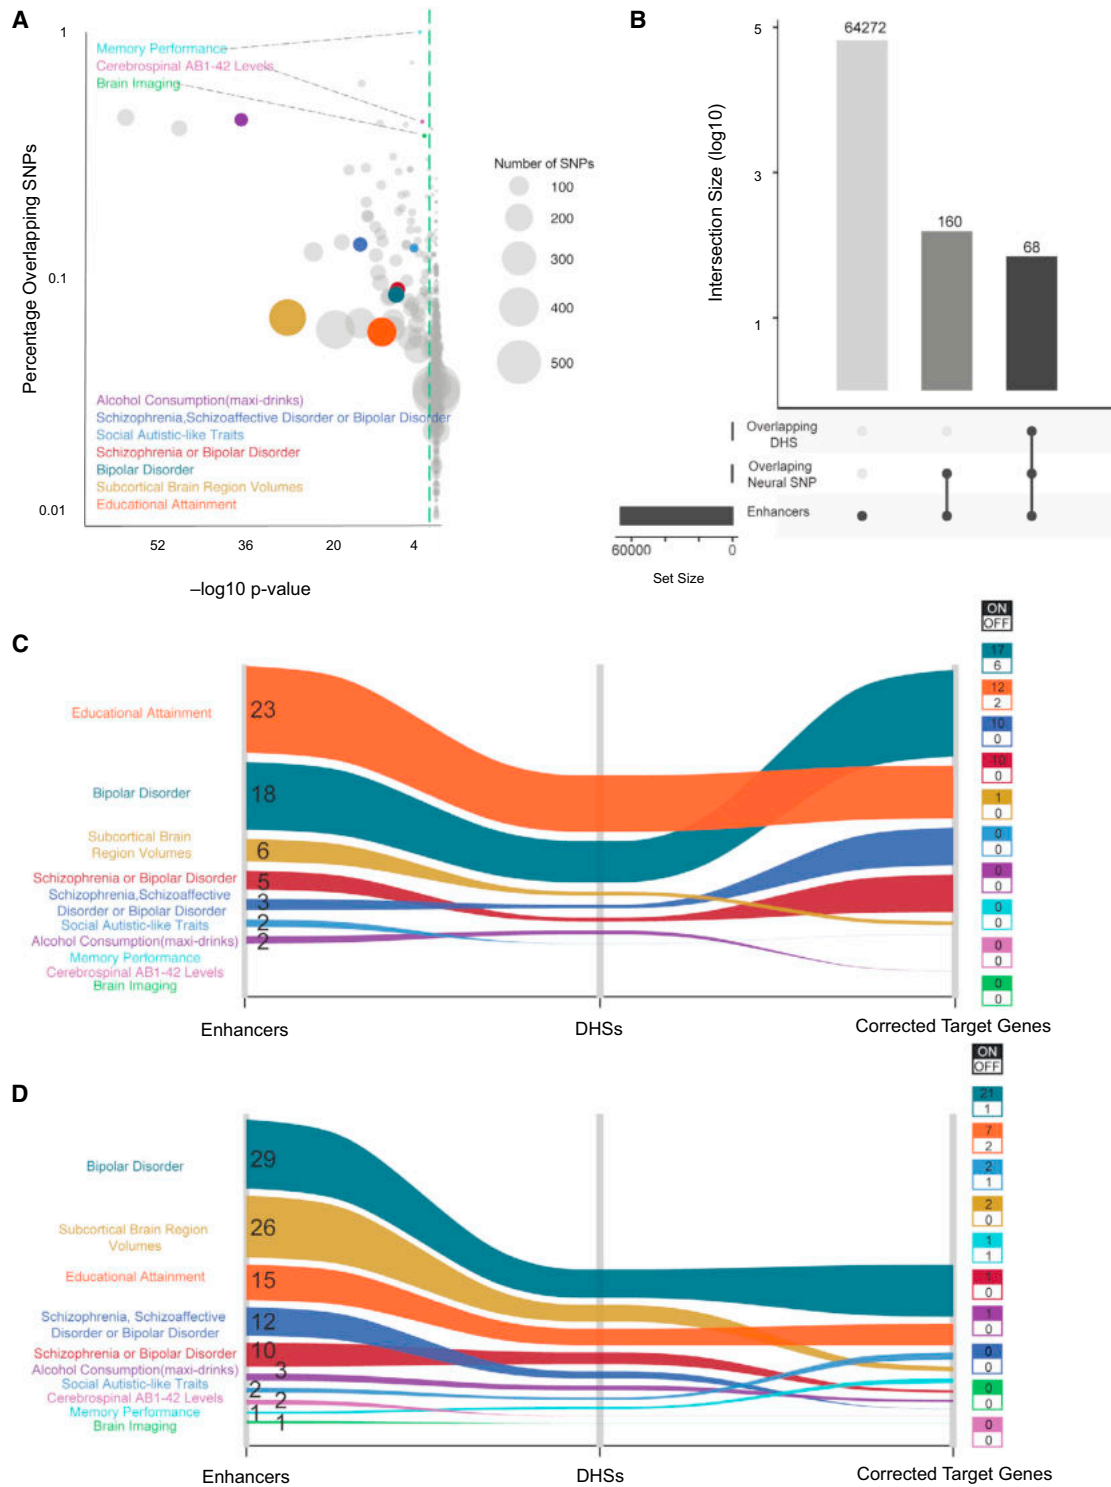 A
1
Memory Performance
Cerebrospinal AB1-42 Levels
Brain Imaging
Percentage Overlapping SNPs
0.1
Alcohol Consumption(maxi-drinks)
Schizophrenia,Schizoaffective Disorder or Bipolar Disorder
Social Autistic-like Traits
Schizophrenia or Bipolar Disorder
Bipolar Disorder
Subcortical Brain Region Volumes
Educational Attainment
0.01
52 36 20 4
–log10 p-value
Number of SNPs
100
200
300
400
500
B
5
3
1
Intersection Size (log10)
64272
160
68
Overlapping
DHS
Overlaping
Neural SNP
Enhancers
60000 0
Set Size
C
Educational Attainment
Bipolar Disorder
Subcortical Brain
Region Volumes
Schizophrenia or Bipolar Disorder
Schizophrenia,Schizoaffective
Disorder or Bipolar Disorder
Social Autistic-like Traits
Alcohol Consumption(maxi-drinks)
Memory Performance
Cerebrospinal AB1-42 Levels
Brain Imaging
23
18
6
5
3
2
2
Enhancers
DHSs
Corrected Target Genes
ON
OFF
17
6
12
2
10
0
10
0
1
0
0
0
0
0
0
0
0
0
0
0
D
Bipolar Disorder
Subcortical Brain Region
Volumes
Educational Attainment
Schizophrenia, Schizoaffective
Disorder or Bipolar Disorder
Schizophrenia or Bipolar Disorder
Alcohol Consumption(maxi-drinks)
Social Autistic-like Traits
Cerebrospinal AB1-42 Levels
Memory Performance
Brain Imaging
29
26
15
12
10
3
2
2
1
1
Enhancers
DHSs
Corrected Target Genes
ON
OFF
21
1
7
2
2
1
2
0
1
1
1
0
1
0
0
0
0
0
0
0